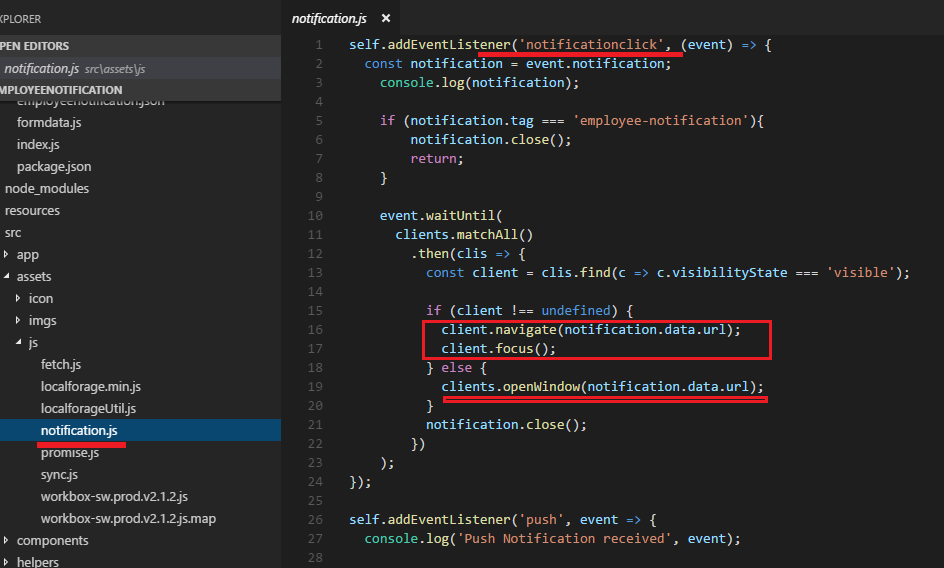 XPLORER
PEN EDITORS
notification.js src\assets\js
MPLOYEENOTIFICATION
employeenotification.json
formdata.js
index.js
package.json
node_modules
resources
src
app
assets
icon
imgs
js
fetch.js
localforage.min.js
localforageUtil.js
notification.js
promise.js
sync.js
workbox-sw.prod.v2.1.2.js
workbox-sw.prod.v2.1.2.js.map
components
helpers
notification.js ×
1 self.addEventListener('notificationclick', (event) => {
2 const notification = event.notification;
3 console.log(notification);
4
5 if (notification.tag === 'employee-notification'){
6 notification.close();
7 return;
8 }
9
10 event.waitUntil(
11 clients.matchAll()
12 .then(clis => {
13 const client = clis.find(c => c.visibilityState === 'visible');
14
15 if (client !== undefined) {
16 client.navigate(notification.data.url);
17 client.focus();
18 } else {
19 clients.openWindow(notification.data.url);
20 }
21 notification.close();
22 })
23 );
24 });
25
26 self.addEventListener('push', event => {
27 console.log('Push Notification received', event);
28